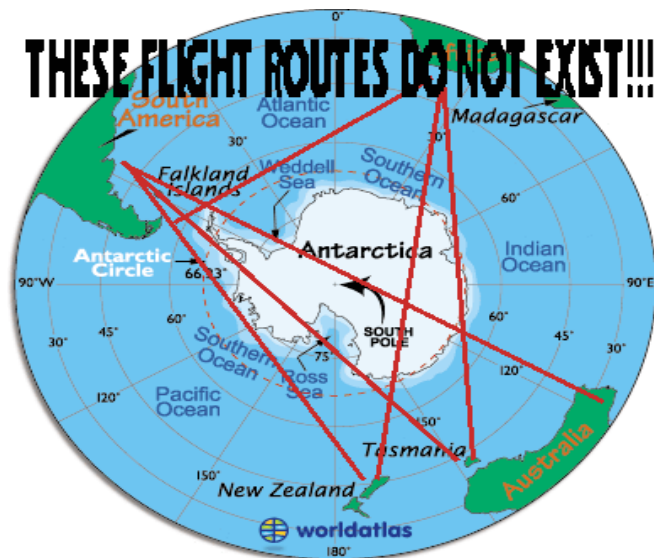 0°
THESE FLIGHT ROUTES DO NOT EXIST!!!
Africa
South
America
Atlantic
Ocean
Madagascar
30°
30°
Falkland
Islands
Weddell
Sea
Southern
Ocean
60°
Antarctica
Indian
Ocean
Antarctic
Circle
66.33°
90°W
90°E
SOUTH
POLE
30
45
60
75
60
45
30
Southern
Ocean
Ross
Sea
Pacific
Ocean
120°
120°
150°
150°
Tasmania
Australia
New Zealand
worldatlas
180°